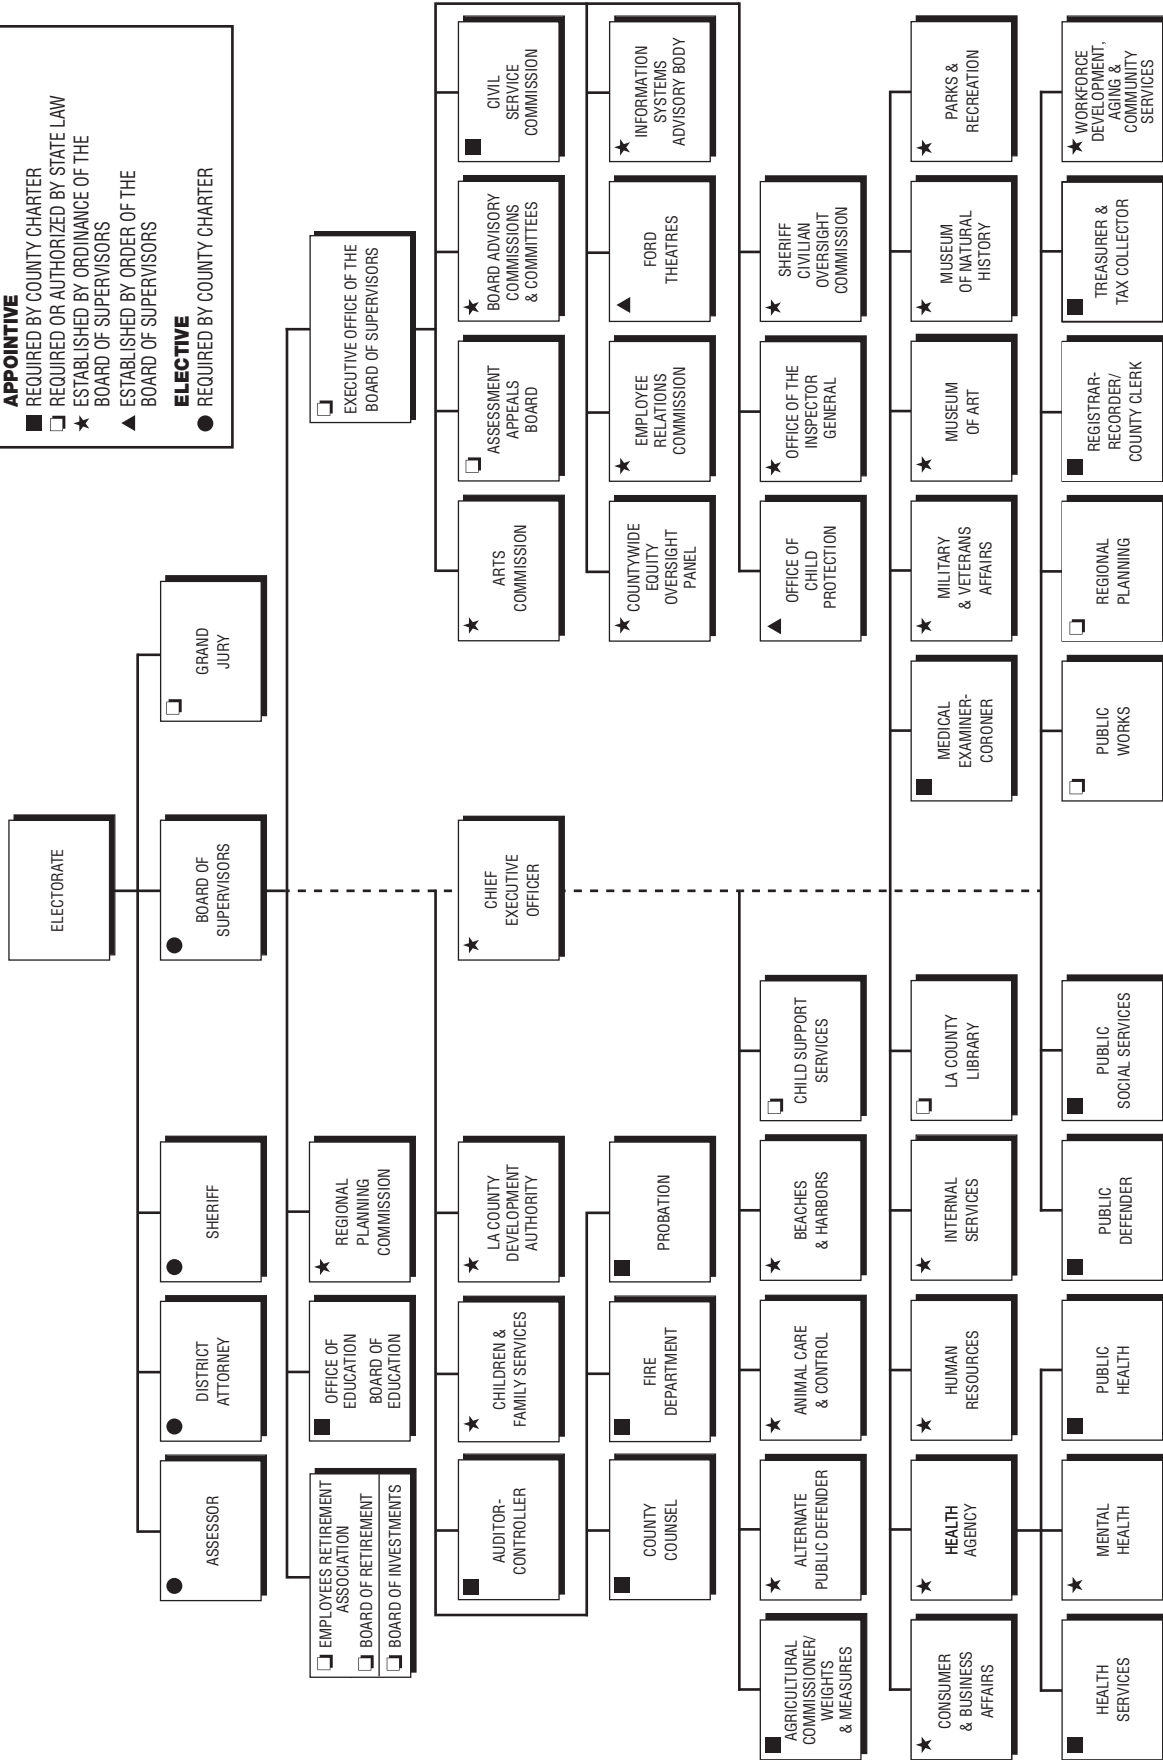 APPOINTIVE
REQUIRED BY COUNTY CHARTER
REQUIRED OR AUTHORIZED BY STATE LAW
ESTABLISHED BY ORDINANCE OF THE
BOARD OF SUPERVISORS
ESTABLISHED BY ORDER OF THE
BOARD OF SUPERVISORS
ELECTIVE
REQUIRED BY COUNTY CHARTER
ELECTORATE
ASSESSOR
DISTRICT
ATTORNEY
SHERIFF
BOARD OF
SUPERVISORS
GRAND
JURY
EMPLOYEES RETIREMENT
ASSOCIATION
BOARD OF RETIREMENT
BOARD OF INVESTMENTS
OFFICE OF
EDUCATION
BOARD OF
EDUCATION
REGIONAL
PLANNING
COMMISSION
EXECUTIVE OFFICE OF THE
BOARD OF SUPERVISORS
AUDITOR-
CONTROLLER
CHILDREN &
FAMILY SERVICES
LA COUNTY
DEVELOPMENT
AUTHORITY
CHIEF
EXECUTIVE
OFFICER
ARTS
COMMISSION
ASSESSMENT
APPEALS
BOARD
BOARD ADVISORY
COMMISSIONS
& COMMITTEES
CIVIL
SERVICE
COMMISSION
COUNTY
COUNSEL
FIRE
DEPARTMENT
PROBATION
COUNTYWIDE
EQUITY
OVERSIGHT
PANEL
EMPLOYEE
RELATIONS
COMMISSION
FORD
THEATRES
INFORMATION
SYSTEMS
ADVISORY BODY
AGRICULTURAL
COMMISSIONER/
WEIGHTS
& MEASURES
ALTERNATE
PUBLIC DEFENDER
ANIMAL CARE
& CONTROL
BEACHES
& HARBORS
CHILD SUPPORT
SERVICES
OFFICE OF
CHILD
PROTECTION
OFFICE OF THE
INSPECTOR
GENERAL
SHERIFF
CIVILIAN
OVERSIGHT
COMMISSION
CONSUMER
& BUSINESS
AFFAIRS
HEALTH
AGENCY
HUMAN
RESOURCES
INTERNAL
SERVICES
LA COUNTY
LIBRARY
MEDICAL
EXAMINER-
CORONER
MILITARY
& VETERANS
AFFAIRS
MUSEUM
OF ART
MUSEUM
OF NATURAL
HISTORY
PARKS &
RECREATION
HEALTH
SERVICES
MENTAL
HEALTH
PUBLIC
HEALTH
PUBLIC
DEFENDER
PUBLIC
SOCIAL SERVICES
PUBLIC
WORKS
REGIONAL
PLANNING
REGISTRAR-
RECORDER/
COUNTY CLERK
TREASURER &
TAX COLLECTOR
WORKFORCE
DEVELOPMENT,
AGING &
COMMUNITY
SERVICES